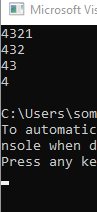 Microsoft Vis
4321
432
43
4
C:\Users\som
To automatic
nsole when d
Press any ke